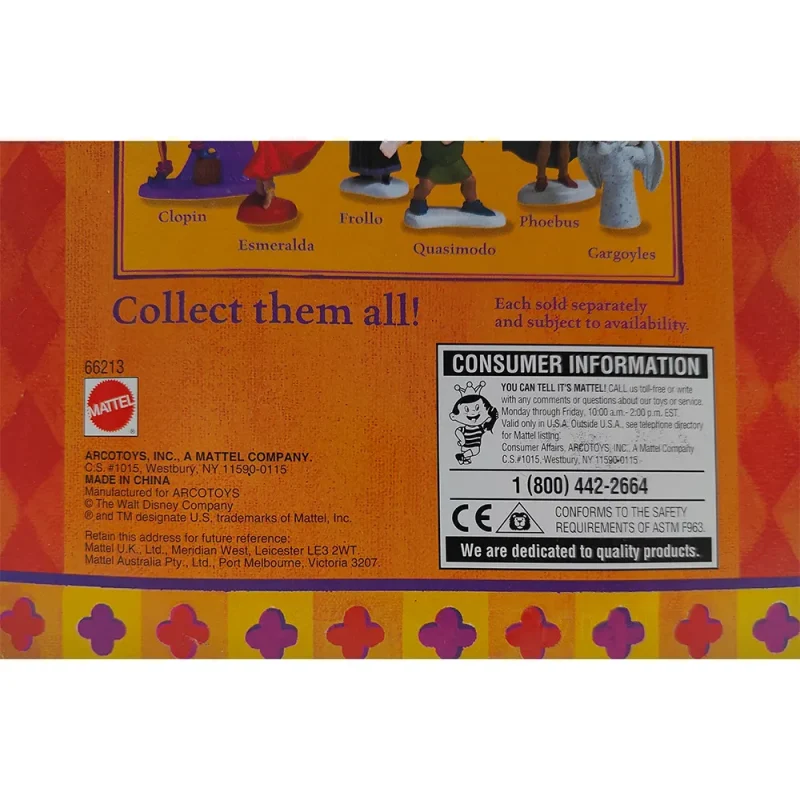 Clopin
Esmeralda
Frollo
Quasimodo
Phoebus
Gargoyles
Collect them all!
Each sold separately
and subject to availability.
66213
MATTEL
ARCOTOYS, INC., A MATTEL COMPANY.
C.S. #1015, Westbury, NY 11590-0115
MADE IN CHINA
Manufactured for ARCOTOYS
© The Walt Disney Company
® and TM designate U.S. trademarks of Mattel, Inc.
Retain this address for future reference:
Mattel U.K., Ltd., Meridian West, Leicester LE3 2WT.
Mattel Australia Pty., Ltd., Port Melbourne, Victoria 3207.
CONSUMER INFORMATION
YOU CAN TELL IT'S MATTEL! CALL us toll-free or write
with any comments or questions about our toys or service.
Monday through Friday, 10:00 a.m.- 2:00 p.m. EST.
Valid only in U.S.A. Outside U.S.A., see telephone directory
for Mattel listing.
Consumer Affairs, ARCOTOYS, INC., A Mattel Company
C.S. #1015, Westbury, NY 11590-0115
1 (800) 442-2664
CE
CONFORMS TO THE SAFETY
REQUIREMENTS OF ASTM F963.
We are dedicated to quality products.